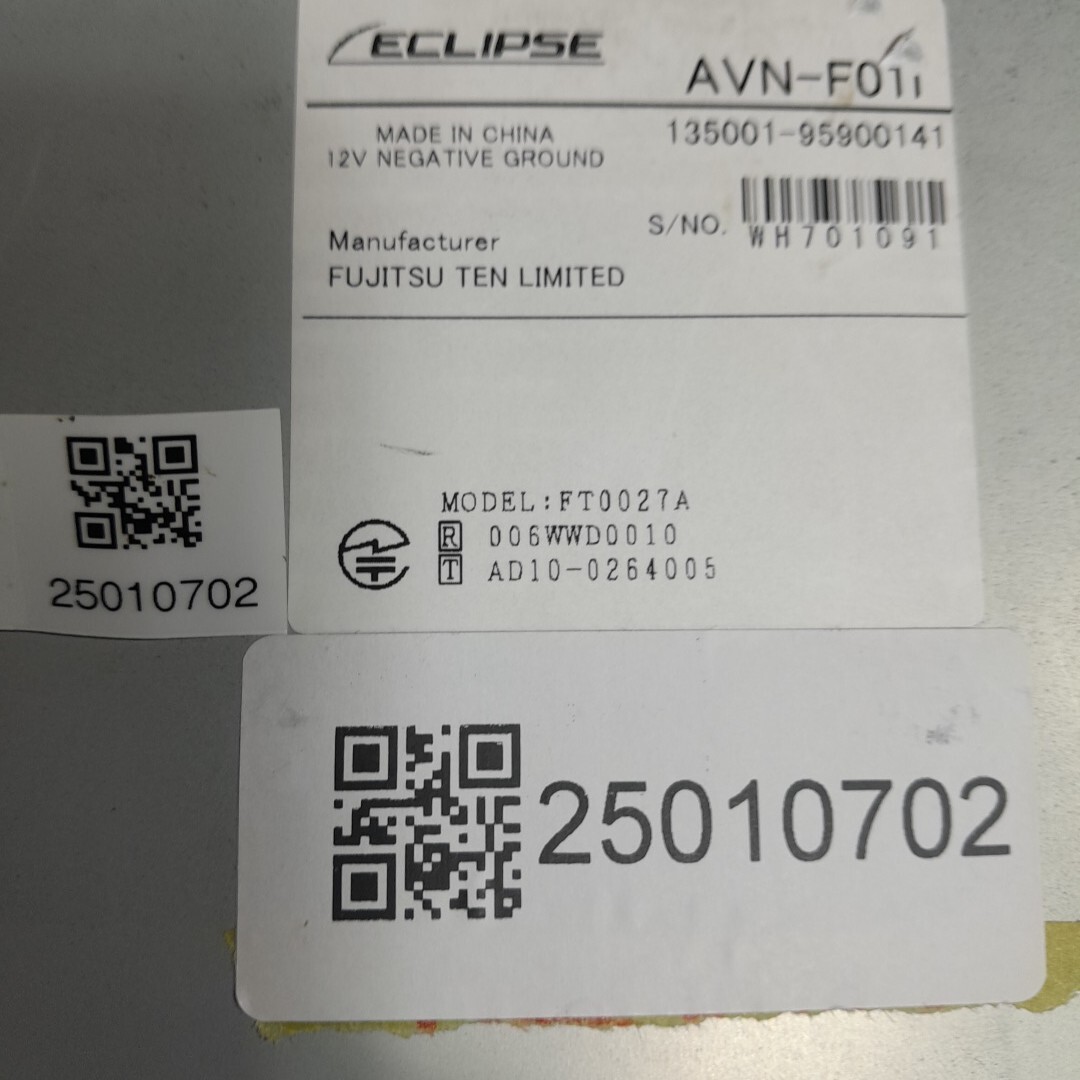 ECLIPSE
AVN-F01i
MADE IN CHINA
12V NEGATIVE GROUND
135001-95900141
S/NO. WH701091
Manufacturer
FUJITSU TEN LIMITED
MODEL:FT0027A
R 006WWD0010
T AD10-0264005
25010702
25010702